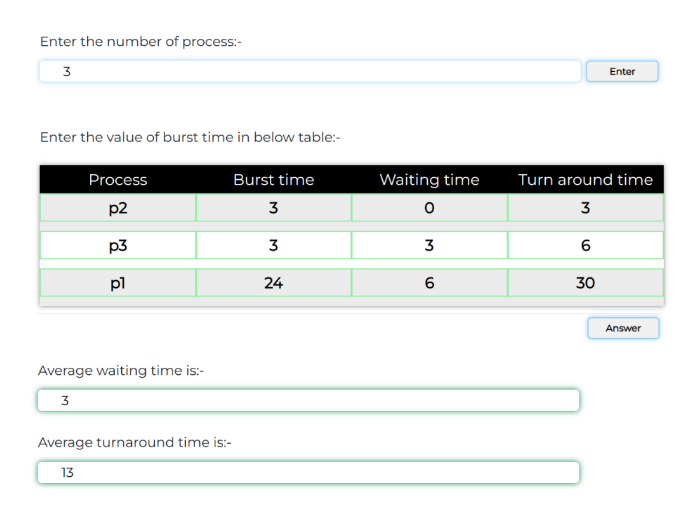 Enter the number of process:-
3 Enter
Enter the value of burst time in below table:-
Process Burst time Waiting time Turn around time
p2 3 0 3
p3 3 3 6
p1 24 6 30
Answer
Average waiting time is:-
3
Average turnaround time is:-
13